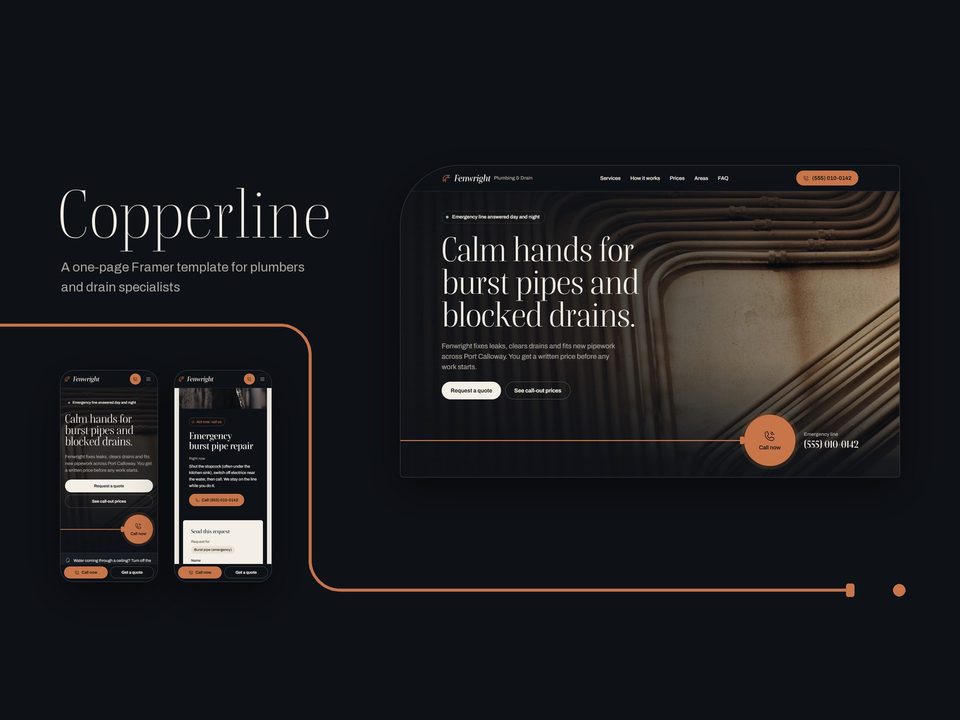 Copperline
A one-page Framer template for plumbers
and drain specialists
Fenwright Plumbing & Drain
Services How it works Prices Areas FAQ
(555) 010-0142
Emergency line answered day and night
Calm hands for
burst pipes and
blocked drains.
Fenwright fixes leaks, clears drains and fits new pipework
across Port Calloway. You get a written price before any
work starts.
Request a quote See call-out prices
Call now
Emergency line
(555) 010-0142
Fenwright
Emergency line answered day and night
Calm hands for
burst pipes and
blocked drains.
Fenwright fixes leaks, clears drains and fits
new pipework across Port Calloway. You get
a written price before any work starts.
Request a quote
See call-out prices
Call now
Water coming through a ceiling? Turn off the
Call now Get a quote
Fenwright
Act now, call us
Emergency
burst pipe repair
Right now
Shut the stopcock (often under the
kitchen sink), switch off electrics near
the water, then call. We stay on the line
while you do it.
Call (555) 010-0142
Send this request
Request for
Burst pipe (emergency)
Name
Call now Get a quote